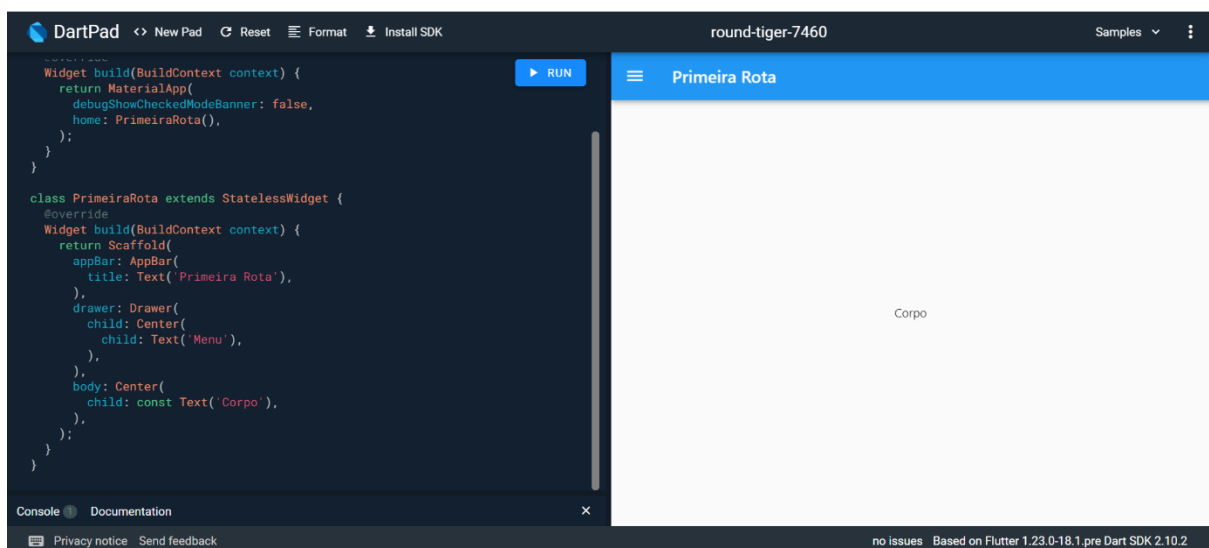 DartPad <> New Pad Reset Format Install SDK round-tiger-7460 Samples
Widget build(BuildContext context) {
return MaterialApp(
debugShowCheckedModeBanner: false,
home: PrimeiraRota(),
);
}
}
class PrimeiraRota extends StatelessWidget {
@override
Widget build(BuildContext context) {
return Scaffold(
appBar: AppBar(
title: Text('Primeira Rota'),
),
drawer: Drawer(
child: Center(
child: Text('Menu'),
),
),
body: Center(
child: const Text('Corpo'),
),
);
}
}
RUN
Primeira Rota
Corpo
Console 1 Documentation ×
Privacy notice Send feedback no issues Based on Flutter 1.23.0-18.1.pre Dart SDK 2.10.2